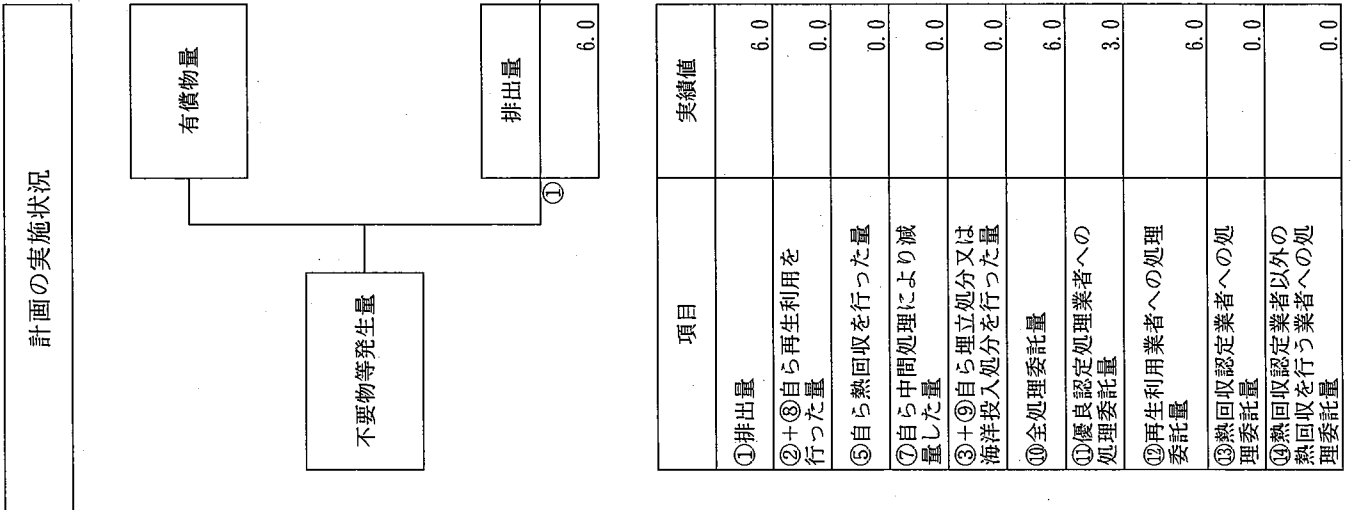 計画の実施状況
有償物量
不要物等発生量
①
排出量
6.0
項目
実績値
①排出量
6.0
②+⑧自ら再生利用を
行った量
0.0
⑤自ら熱回収を行った量
0.0
⑦自ら中間処理により減
量した量
0.0
③+⑨自ら埋立処分又は
海洋投入処分を行った量
0.0
⑩全処理委託量
6.0
⑪優良認定処理業者への
処理委託量
3.0
⑫再生利用業者への処理
委託量
6.0
⑬熱回収認定業者への処
理委託量
0.0
⑭熱回収認定業者以外の
熱回収を行う業者への処
理委託量
0.0